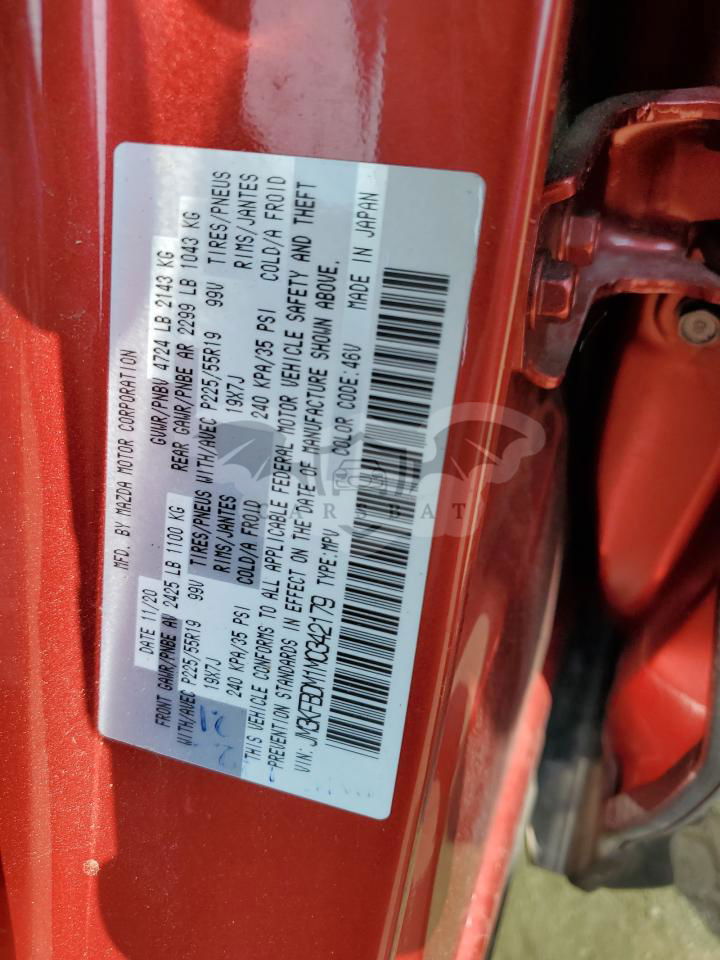 MFD. BY MAZDA MOTOR CORPORATION
DATE 11/20 GVWR/PNBV 4724 LB 2143 KG
FRONT GAWR/PNBE AV 2425 LB 1100 KG REAR GAWR/PNBE AR 2299 LB 1043 KG
WITH/AVEC P225/55R19 99V TIRES/PNEUS WITH/AVEC P225/55R19 99V TIRES/PNEUS
19X7J RIMS/JANTES 19X7J RIMS/JANTES
240 KPA/35 PSI COLD/A FROID 240 KPA/35 PSI COLD/A FROID
THIS VEHICLE CONFORMS TO ALL APPLICABLE FEDERAL MOTOR VEHICLE SAFETY AND THEFT
PREVENTION STANDARDS IN EFFECT ON THE DATE OF MANUFACTURE SHOWN ABOVE.
VIN: JM3KFBDM1M0342179 TYPE:MPV COLOR CODE:46V MADE IN JAPAN
CARSBAT